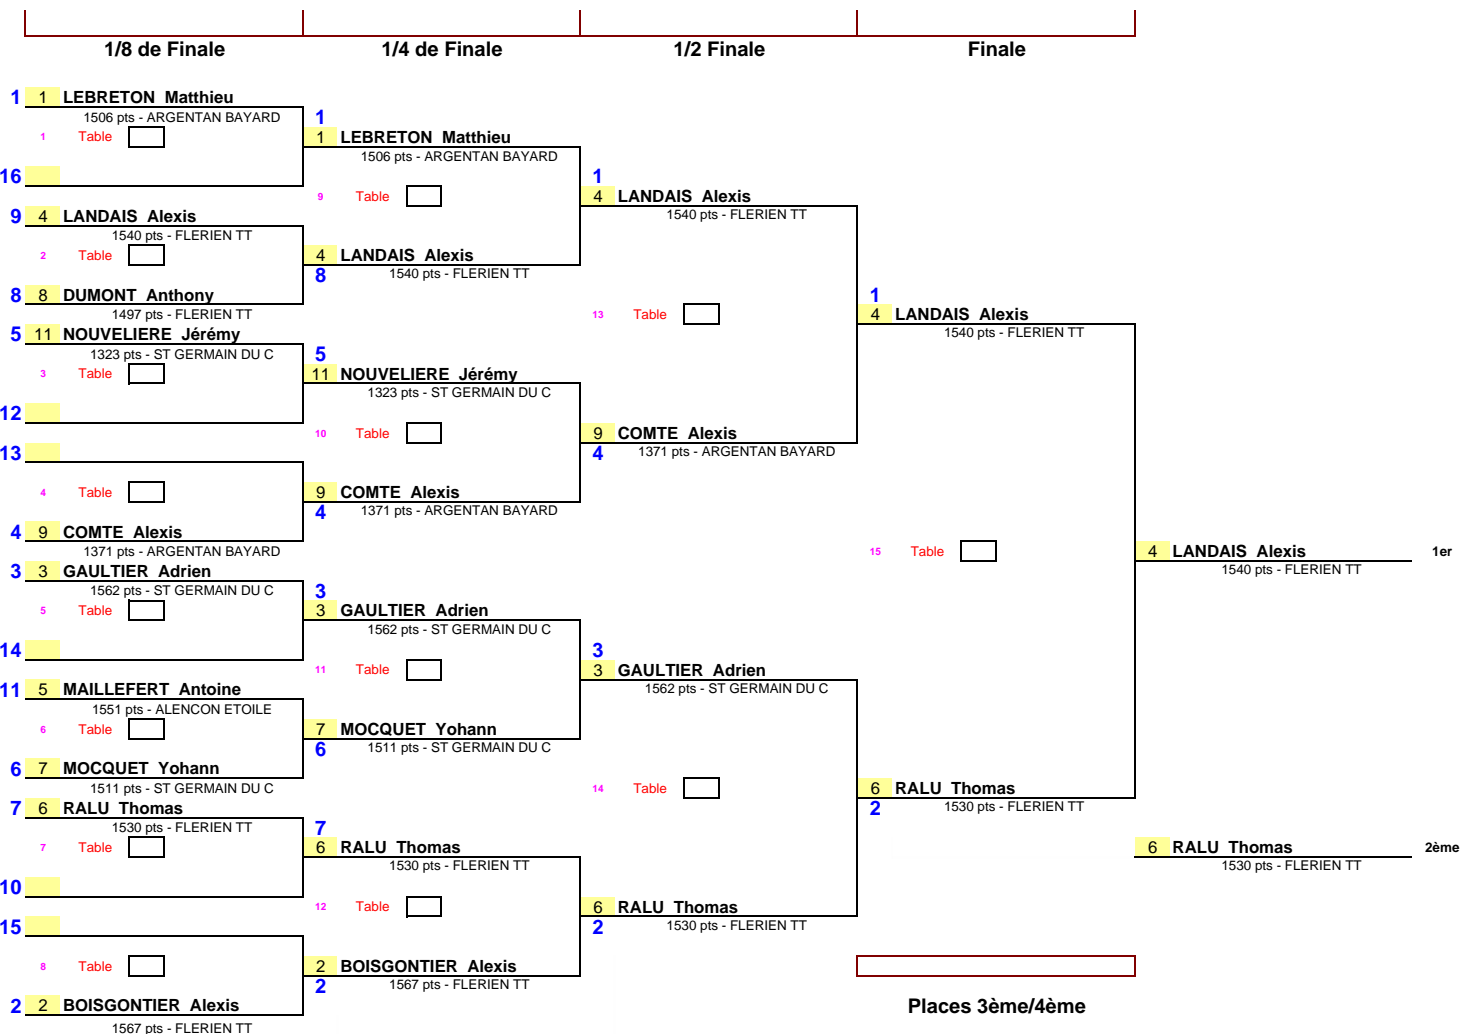 1/8 de Finale
1/4 de Finale
1/2 Finale
Finale
1 1 LEBRETON Matthieu
1506 pts - ARGENTAN BAYARD
1 Table
16
9 4 LANDAIS Alexis
1540 pts - FLERIEN TT
2 Table
8 8 DUMONT Anthony
1497 pts - FLERIEN TT
5 11 NOUVELIERE Jérémy
1323 pts - ST GERMAIN DU C
3 Table
12
13
4 Table
4 9 COMTE Alexis
1371 pts - ARGENTAN BAYARD
3 3 GAULTIER Adrien
1562 pts - ST GERMAIN DU C
5 Table
14
11 5 MAILLEFERT Antoine
1551 pts - ALENCON ETOILE
6 Table
6 7 MOCQUET Yohann
1511 pts - ST GERMAIN DU C
7 6 RALU Thomas
1530 pts - FLERIEN TT
7 Table
10
15
8 Table
2 2 BOISGONTIER Alexis
1567 pts - FLERIEN TT
1
1 LEBRETON Matthieu
1506 pts - ARGENTAN BAYARD
9 Table
4 LANDAIS Alexis
8 1540 pts - FLERIEN TT
5
11 NOUVELIERE Jérémy
1323 pts - ST GERMAIN DU C
10 Table
9 COMTE Alexis
4 1371 pts - ARGENTAN BAYARD
3
3 GAULTIER Adrien
1562 pts - ST GERMAIN DU C
11 Table
7 MOCQUET Yohann
6 1511 pts - ST GERMAIN DU C
7
6 RALU Thomas
1530 pts - FLERIEN TT
12 Table
2 BOISGONTIER Alexis
2 1567 pts - FLERIEN TT
1
4 LANDAIS Alexis
1540 pts - FLERIEN TT
13 Table
9 COMTE Alexis
4 1371 pts - ARGENTAN BAYARD
3
3 GAULTIER Adrien
1562 pts - ST GERMAIN DU C
14 Table
6 RALU Thomas
2 1530 pts - FLERIEN TT
1
4 LANDAIS Alexis
1540 pts - FLERIEN TT
15 Table
6 RALU Thomas
2 1530 pts - FLERIEN TT
4 LANDAIS Alexis 1er
1540 pts - FLERIEN TT
6 RALU Thomas 2ème
1530 pts - FLERIEN TT
Places 3ème/4ème